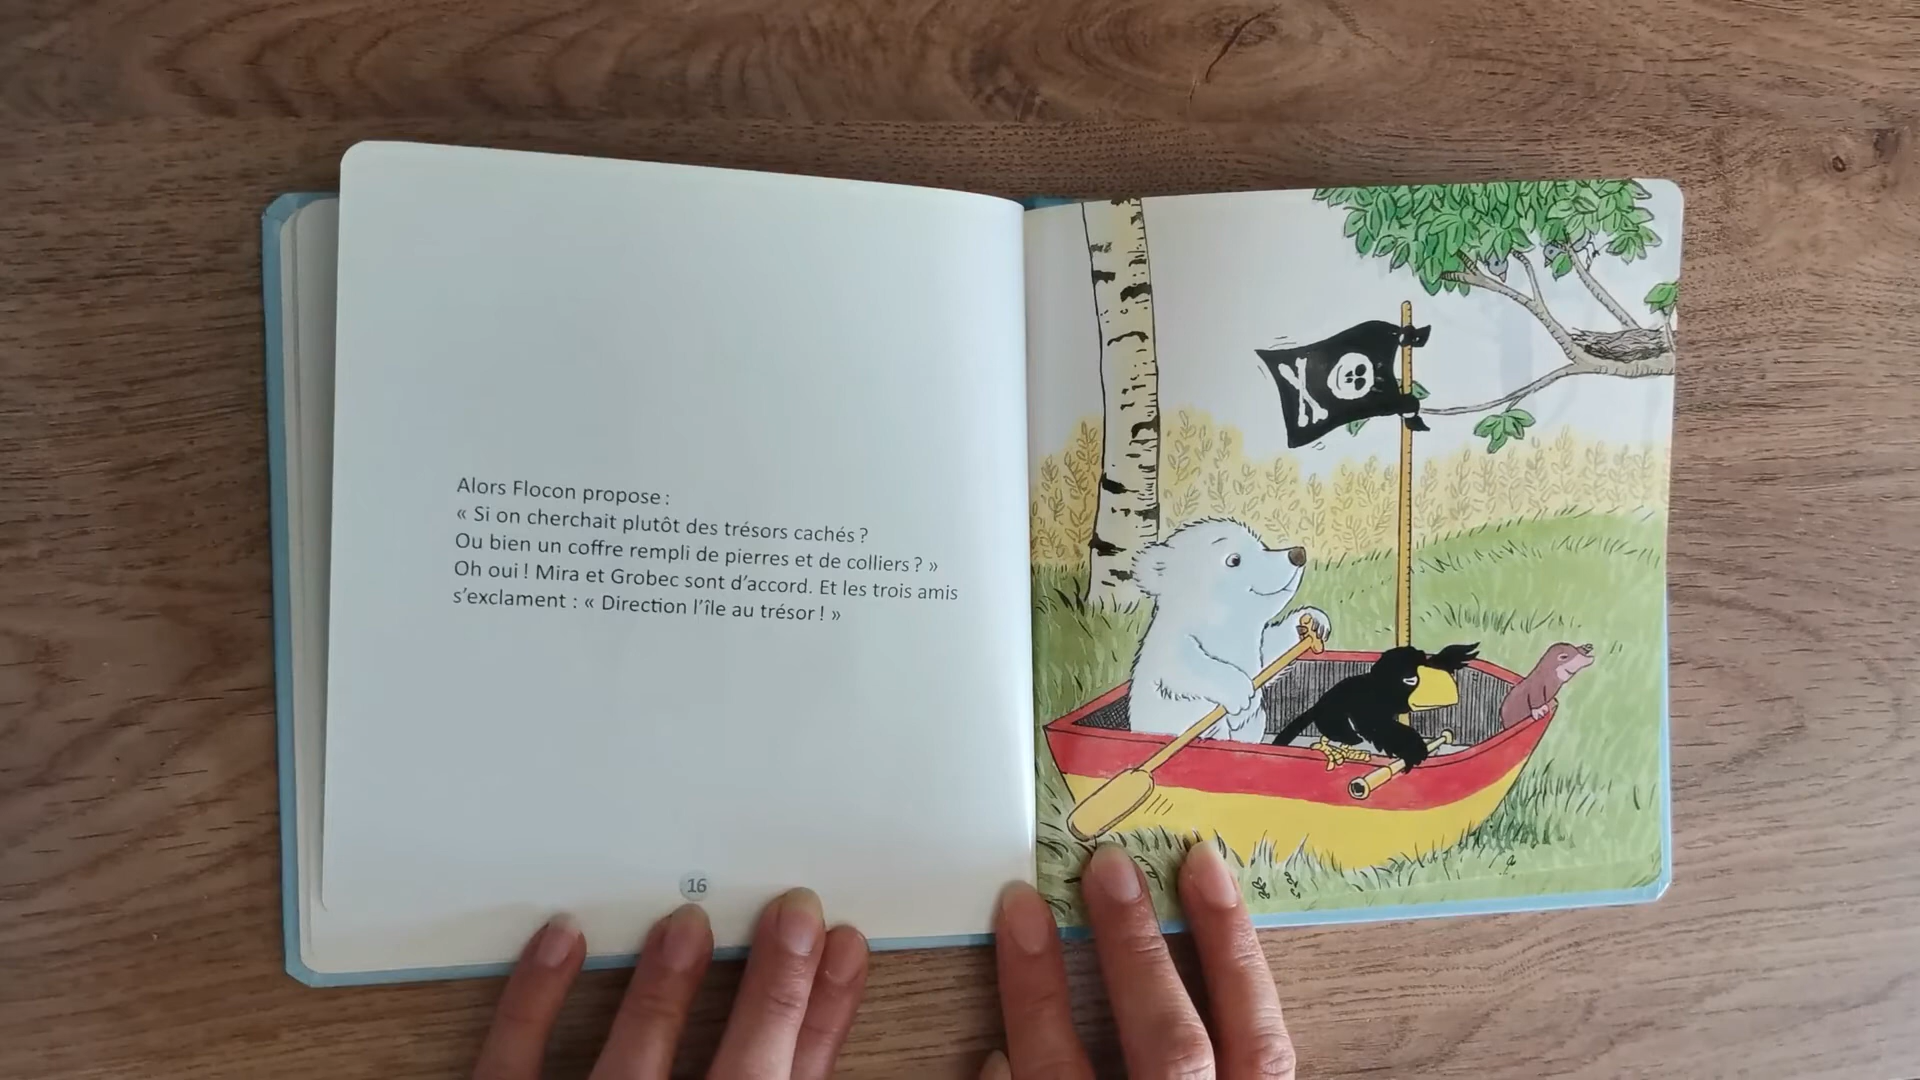 Alors Flocon propose :
« Si on cherchait plutôt des trésors cachés ?
Ou bien un coffre rempli de pierres et de colliers ? »
Oh oui ! Mira et Grobec sont d’accord. Et les trois amis
s’exclament : « Direction l’île au trésor ! »
16